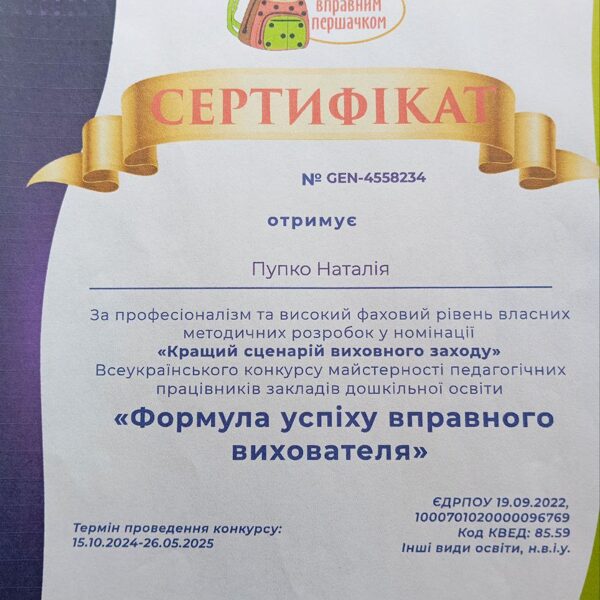 вправним
першачком
СЕРТИФІКАТ
№ GEN-4558234
отримує
Пупко Наталія
За професіоналізм та високий фаховий рівень власних
методичних розробок у номінації
«Кращий сценарій виховного заходу»
Всеукраїнського конкурсу майстерності педагогічних
працівників закладів дошкільної освіти
«Формула успіху вправного
вихователя»
ЄДРПОУ 19.09.2022,
1000701020000096769
Код КВЕД: 85.59
Інші види освіти, н.в.і.у.
Термін проведення конкурсу:
15.10.2024-26.05.2025